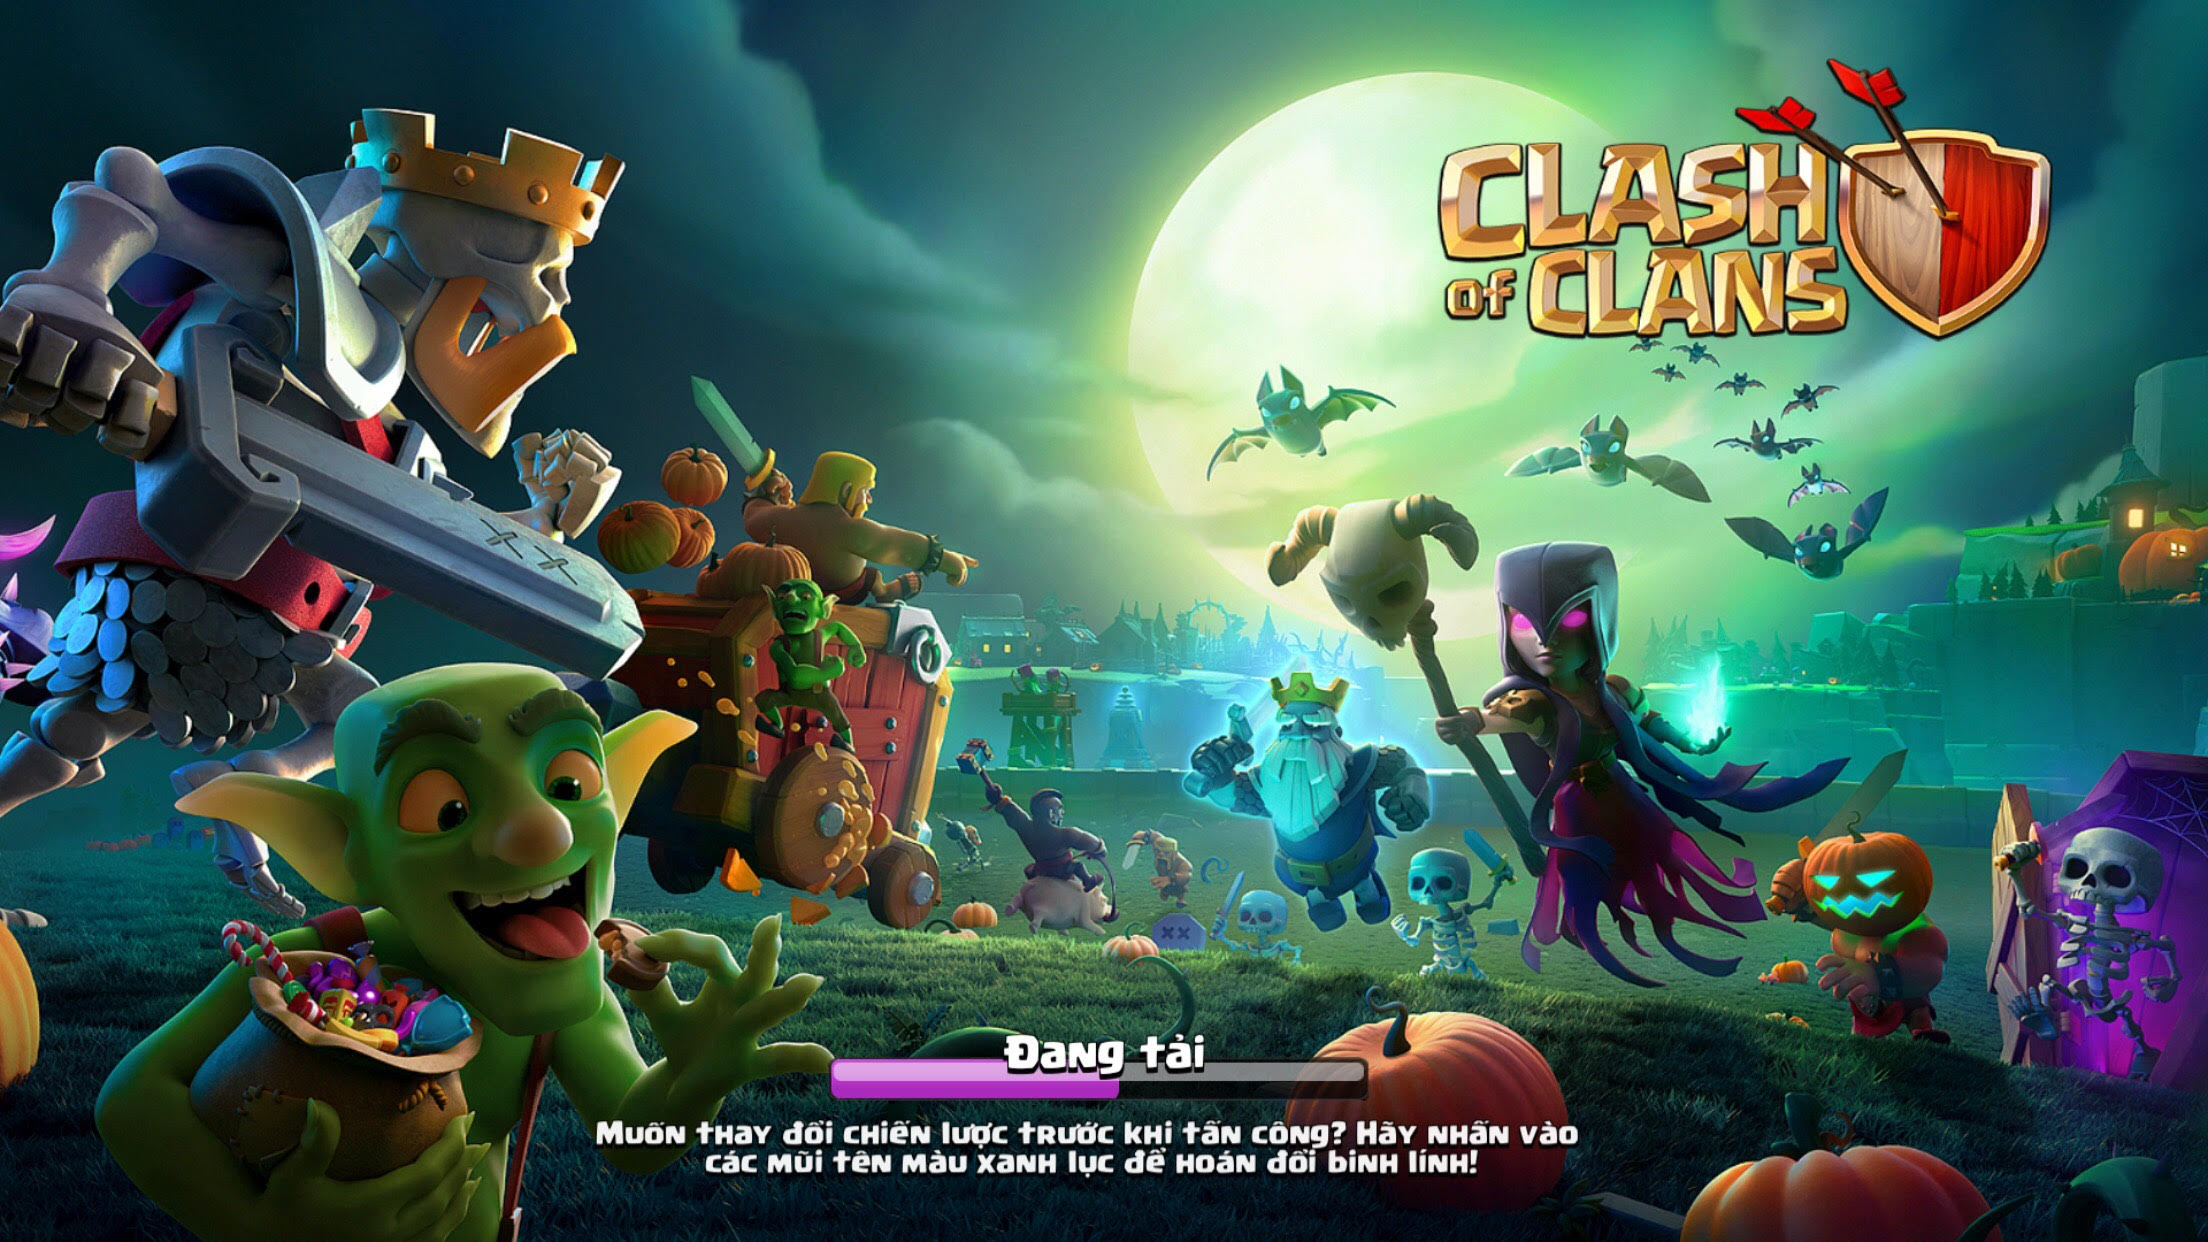 CLASH
OF CLANS
Đang tải
Muốn thay đổi chiến lược trước khi tấn công? Hãy nhấn vào
các mũi tên màu xanh lục để hoán đổi binh lính!